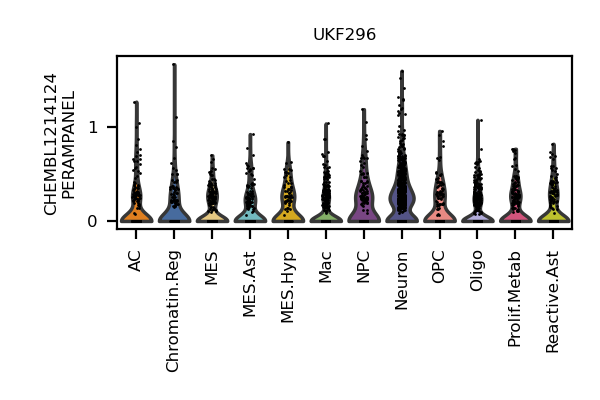 UKF296
CHEMBL1214124
PERAMPANEL
1
0
AC
Chromatin.Reg
MES
MES.Ast
MES.Hyp
Mac
NPC
Neuron
OPC
Oligo
Prolif.Metab
Reactive.Ast